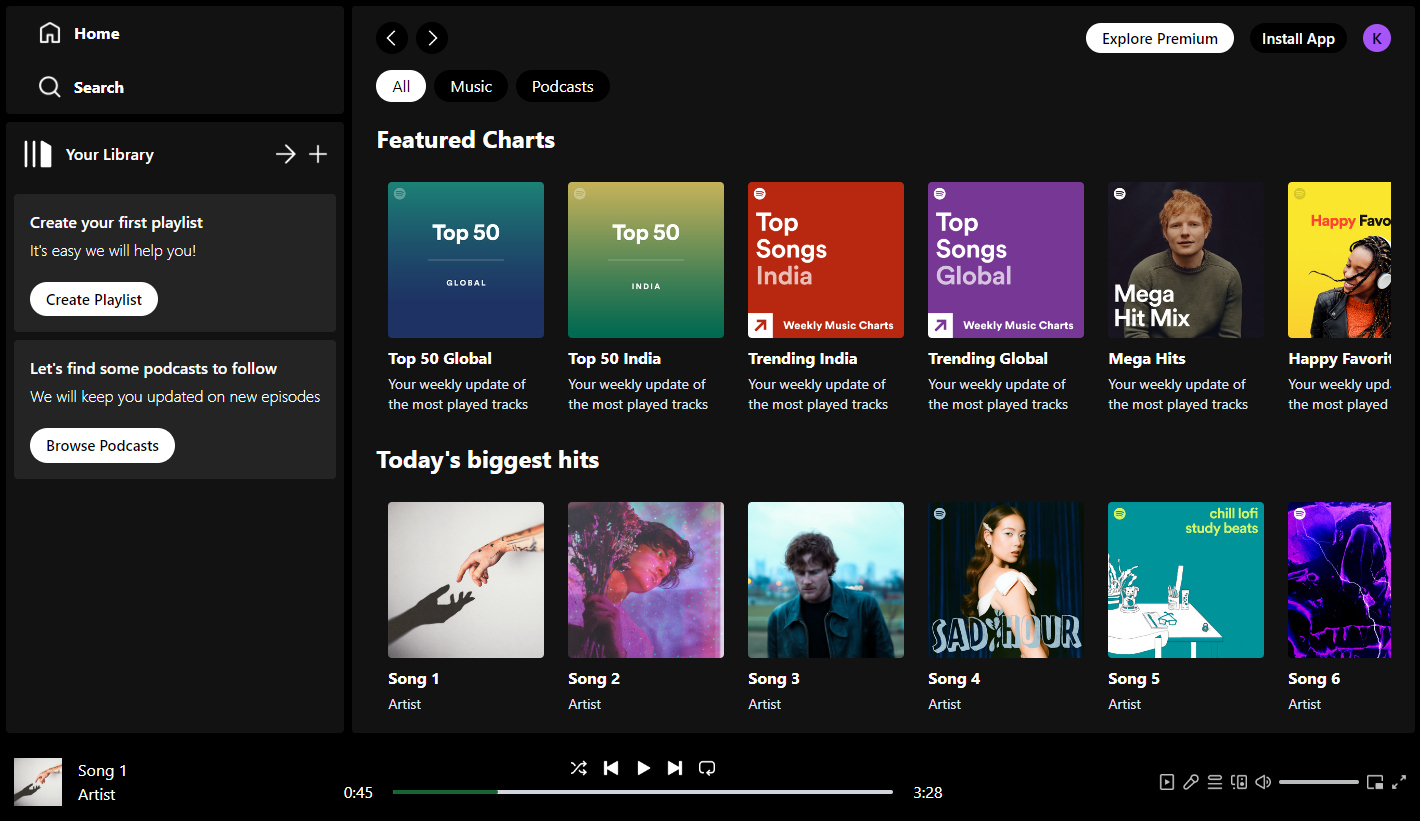 Home
Search
Your Library
Create your first playlist
It's easy we will help you!
Create Playlist
Let's find some podcasts to follow
We will keep you updated on new episodes
Browse Podcasts
Explore Premium
Install App
K
All
Music
Podcasts
Featured Charts
Top 50
GLOBAL
Top 50 Global
Your weekly update of
the most played tracks
Top 50
INDIA
Top 50 India
Your weekly update of
the most played tracks
Top
Songs
India
Weekly Music Charts
Trending India
Your weekly update of
the most played tracks
Top
Songs
Global
Weekly Music Charts
Trending Global
Your weekly update of
the most played tracks
Mega
Hit Mix
Mega Hits
Your weekly update of
the most played tracks
Happy Favo
Happy Favorit
Your weekly upd
the most played
Today's biggest hits
Song 1
Artist
Song 2
Artist
Song 3
Artist
SAD HOUR
Song 4
Artist
chill lofi
study beats
Song 5
Artist
Song 6
Artist
Song 1
Artist
0:45
3:28